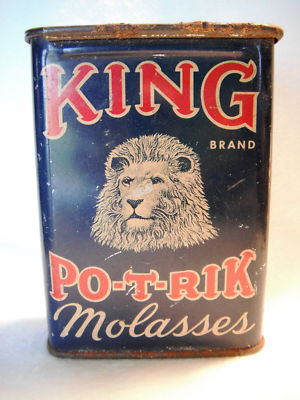 KING
BRAND
PO-T-RIK
Molasses